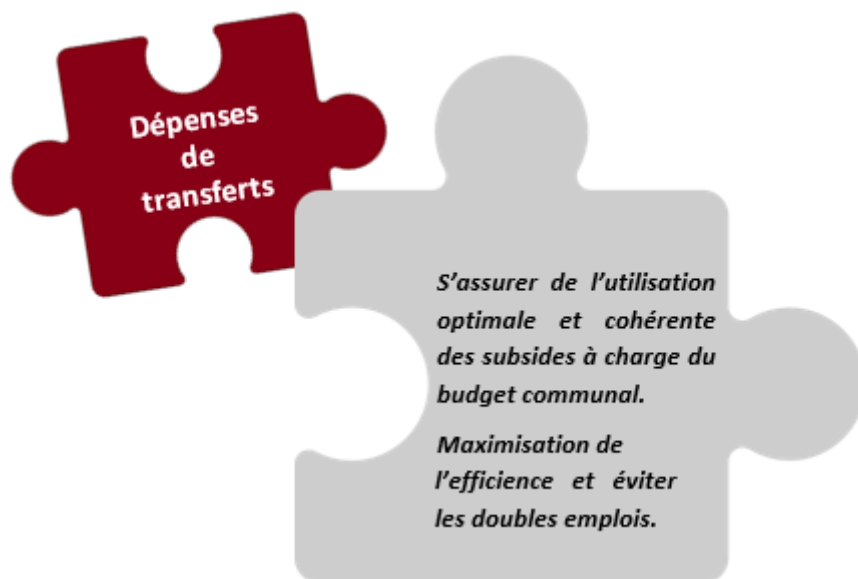 Dépenses
de
transferts
S'assurer de l'utilisation
optimale et cohérente
des subsides à charge du
budget communal.
Maximisation de
l'efficience et éviter
les doubles emplois.